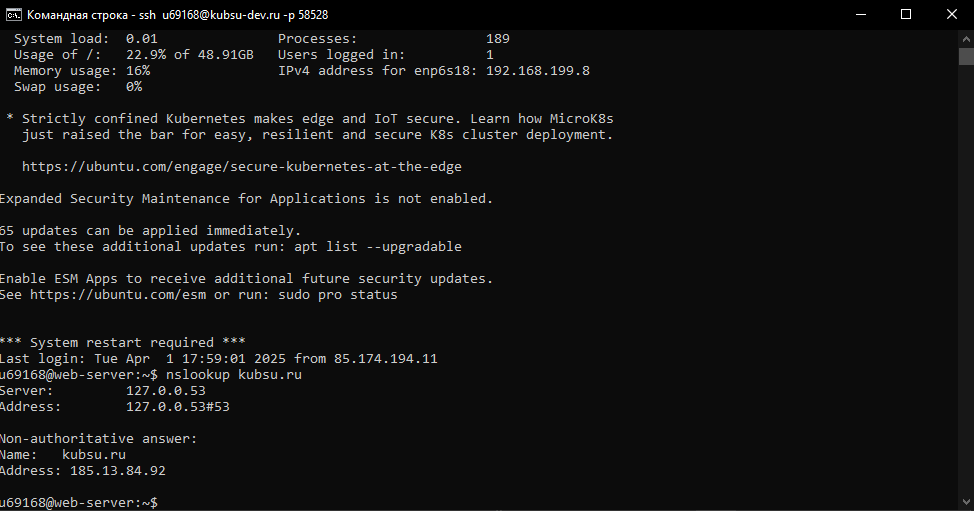 Командная строка - ssh  u69168@kubsu-dev.ru -p 58528
  System load:  0.01               Processes:                189
  Usage of /:   22.9% of 48.91GB   Users logged in:          1
  Memory usage: 16%                IPv4 address for enp6s18: 192.168.199.8
  Swap usage:   0%
 * Strictly confined Kubernetes makes edge and IoT secure. Learn how MicroK8s
   just raised the bar for easy, resilient and secure K8s cluster deployment.
   https://ubuntu.com/engage/secure-kubernetes-at-the-edge
Expanded Security Maintenance for Applications is not enabled.
65 updates can be applied immediately.
To see these additional updates run: apt list --upgradable
Enable ESM Apps to receive additional future security updates.
See https://ubuntu.com/esm or run: sudo pro status
*** System restart required ***
Last login: Tue Apr  1 17:59:01 2025 from 85.174.194.11
u69168@web-server:~$ nslookup kubsu.ru
Server:         127.0.0.53
Address:        127.0.0.53#53
Non-authoritative answer:
Name:   kubsu.ru
Address: 185.13.84.92
u69168@web-server:~$